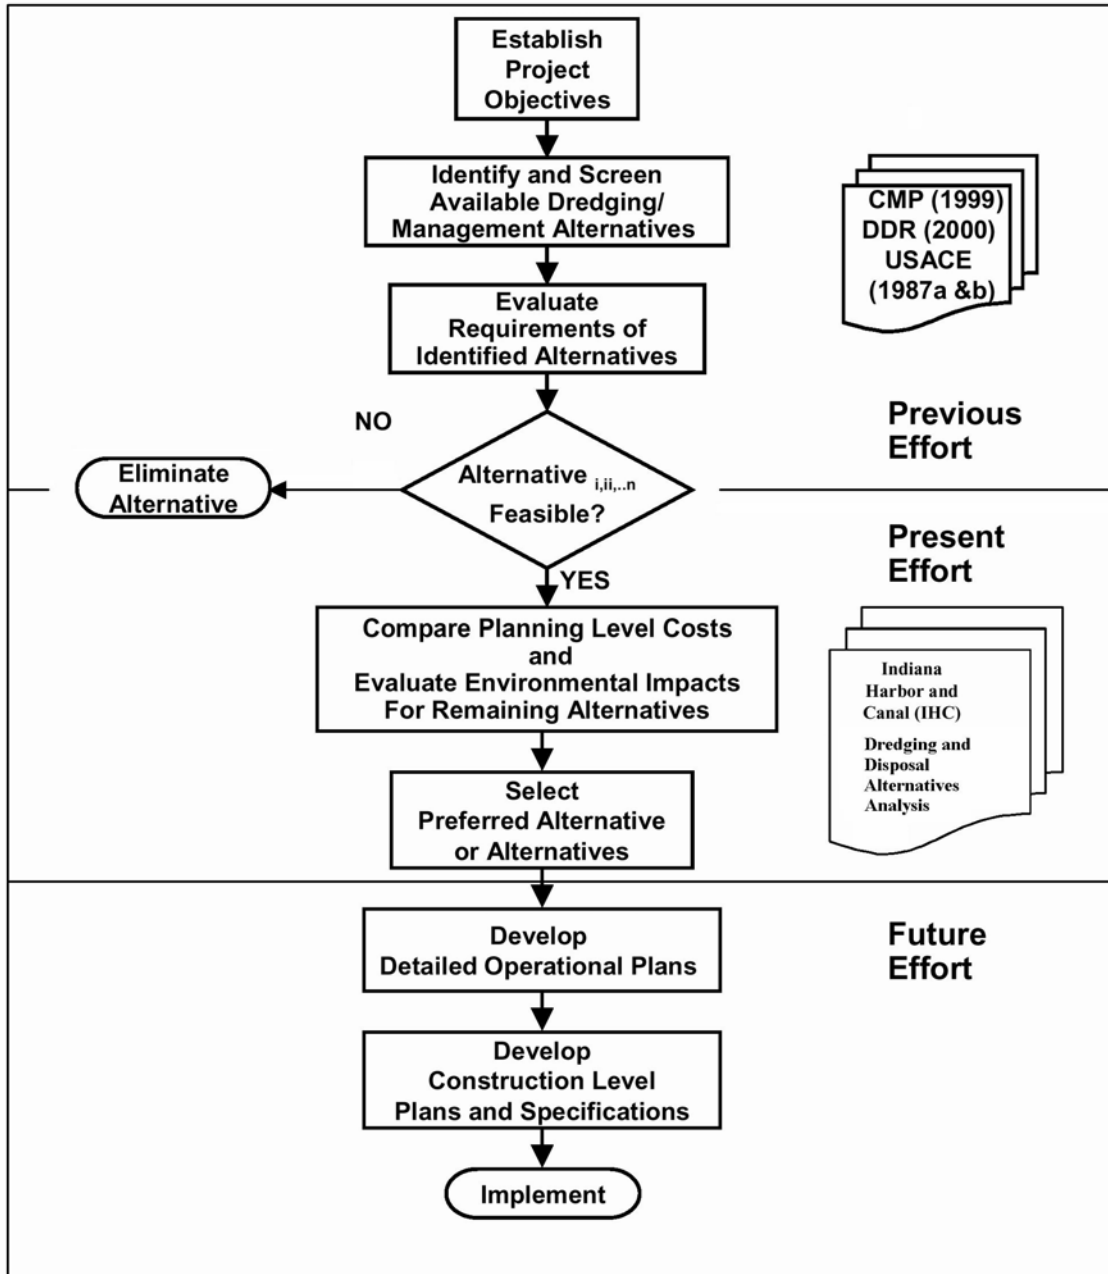 Establish
Project
Objectives
Identify and Screen
Available Dredging/
Management Alternatives
CMP (1999)
DDR (2000)
USACE
(1987a &b)
Evaluate
Requirements of
Identified Alternatives
Previous
Effort
NO
Alternative i,ii,..n
Feasible?
Eliminate
Alternative
Present
Effort
YES
Compare Planning Level Costs
and
Evaluate Environmental Impacts
For Remaining Alternatives
Indiana
Harbor and
Canal (IHC)
Dredging and
Disposal
Alternatives
Analysis
Select
Preferred Alternative
or Alternatives
Future
Effort
Develop
Detailed Operational Plans
Develop
Construction Level
Plans and Specifications
Implement